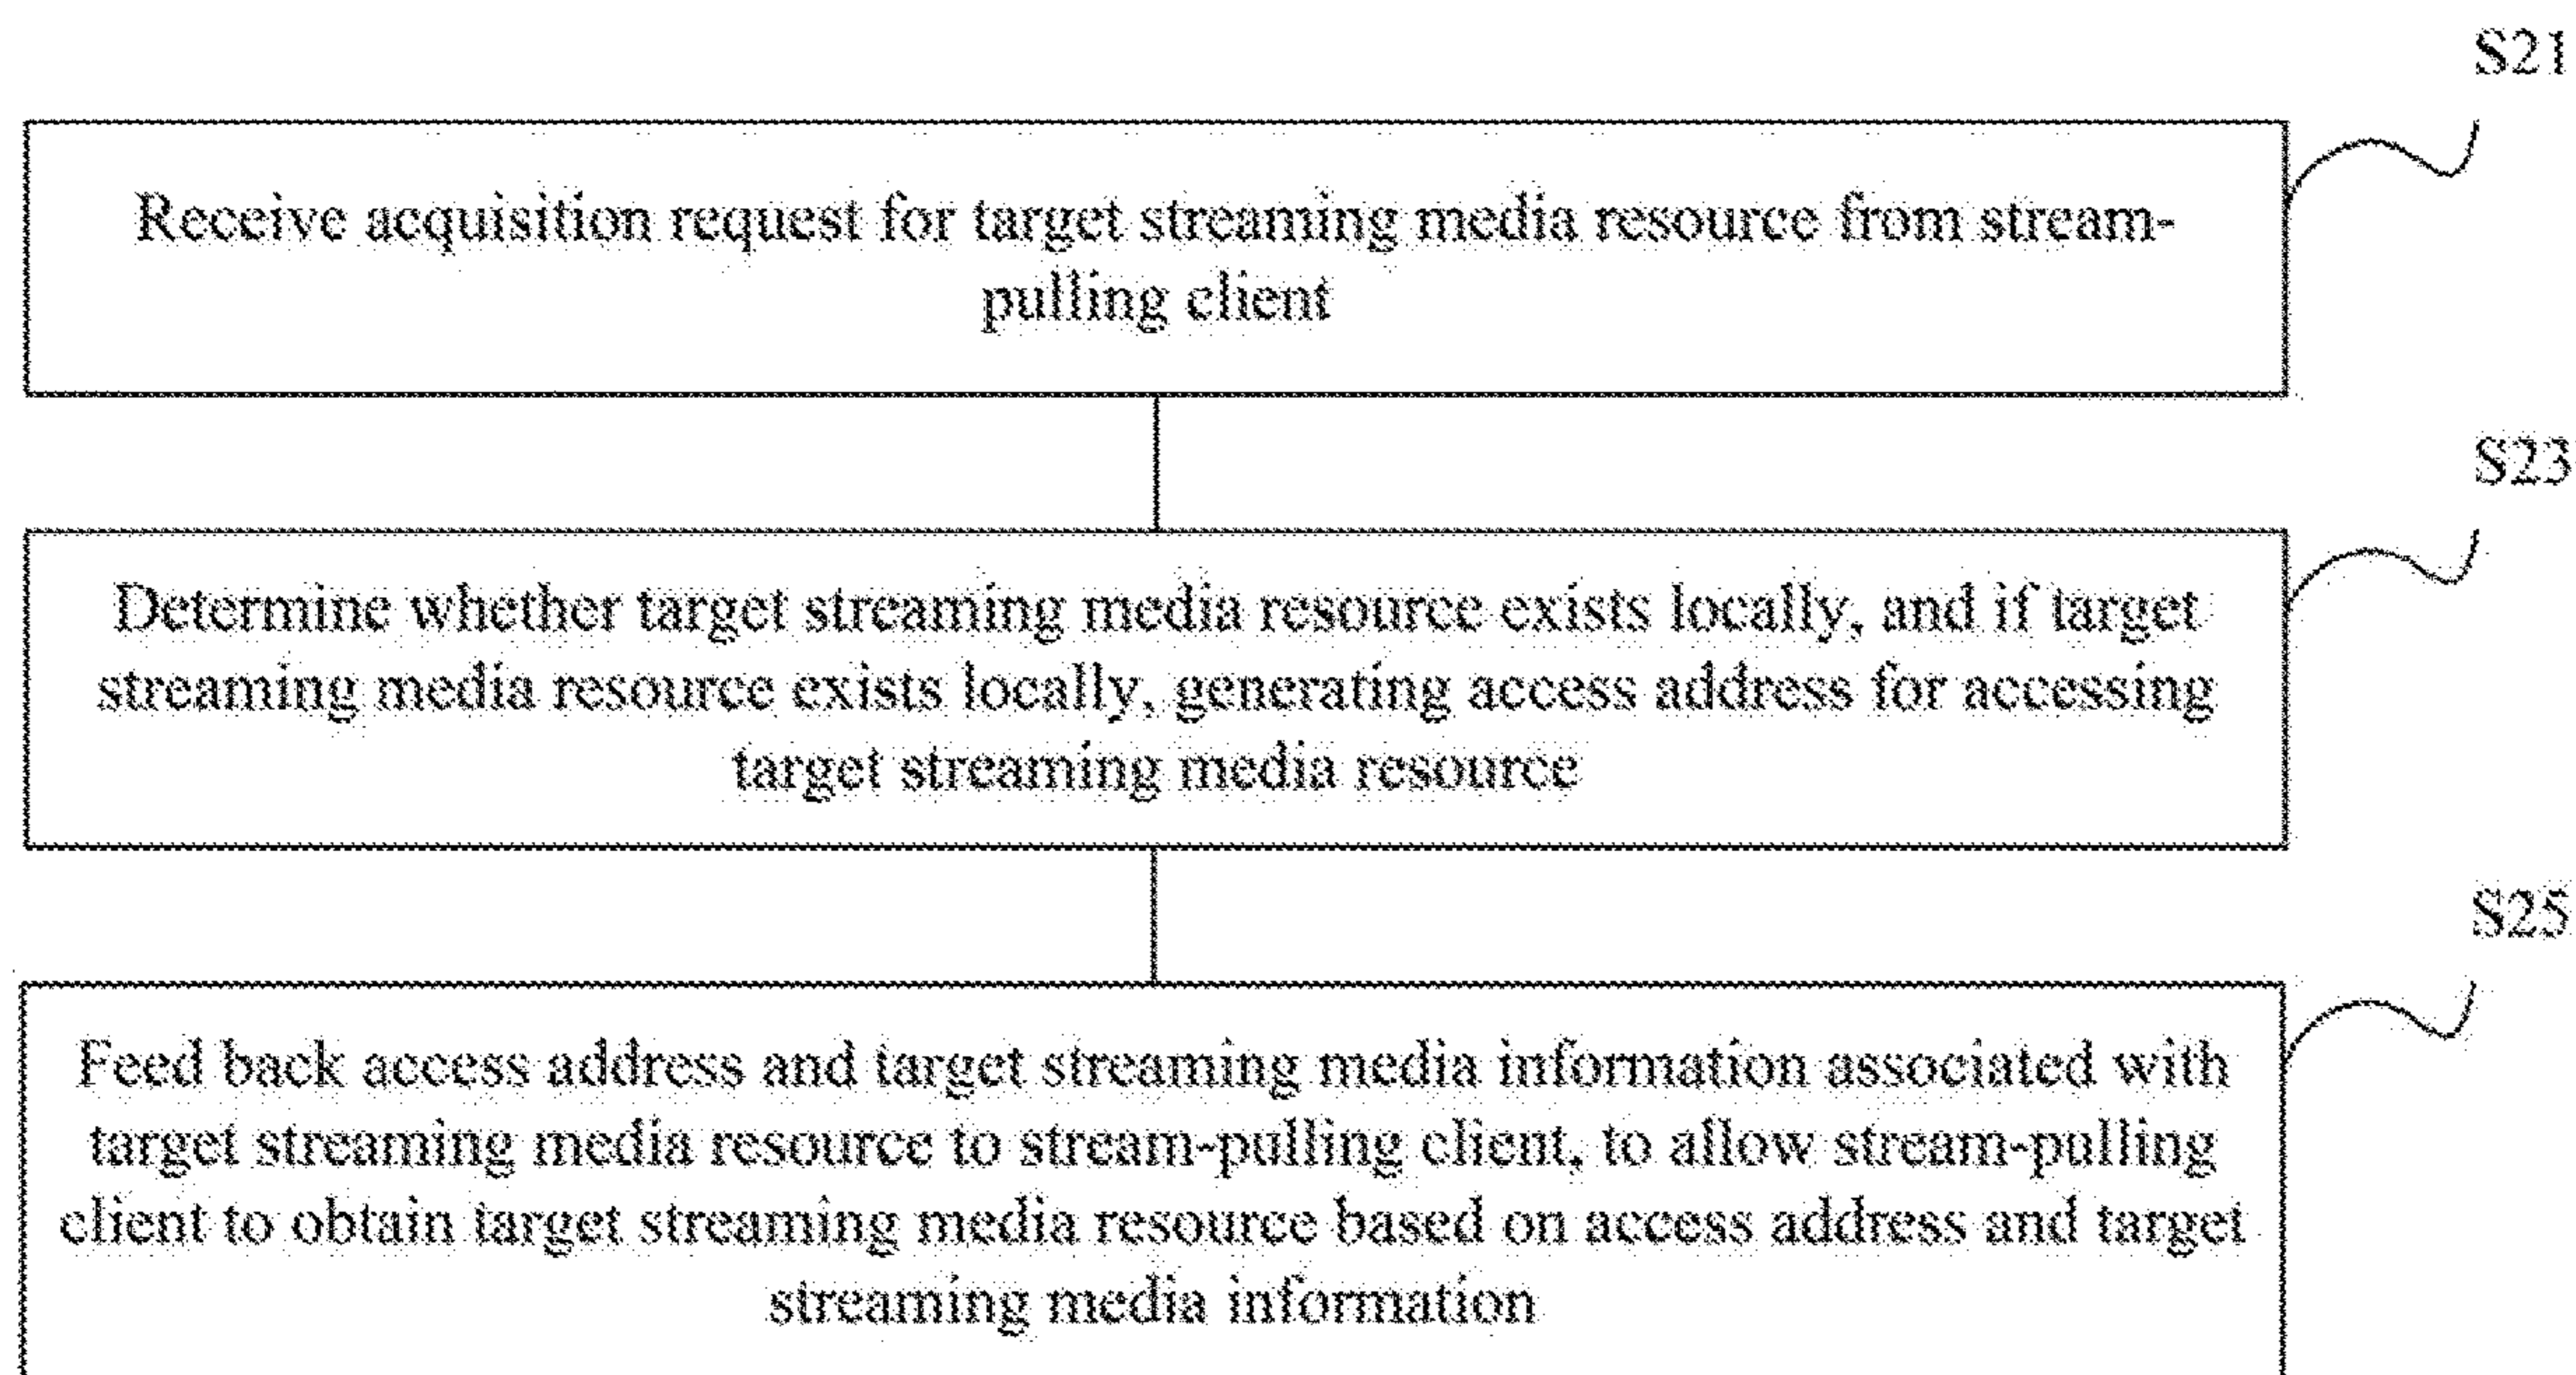 S21
Receive acquisition request for target streaming media resource from stream-
pulling client
S23
Determine whether target streaming media resource exists locally, and if target
streaming media resource exists locally, generating access address for accessing
target streaming media resource
S25
Feed back access address and target streaming media information associated with
target streaming media resource to stream-pulling client, to allow stream-pulling
client to obtain target streaming media resource based on access address and target
streaming media information